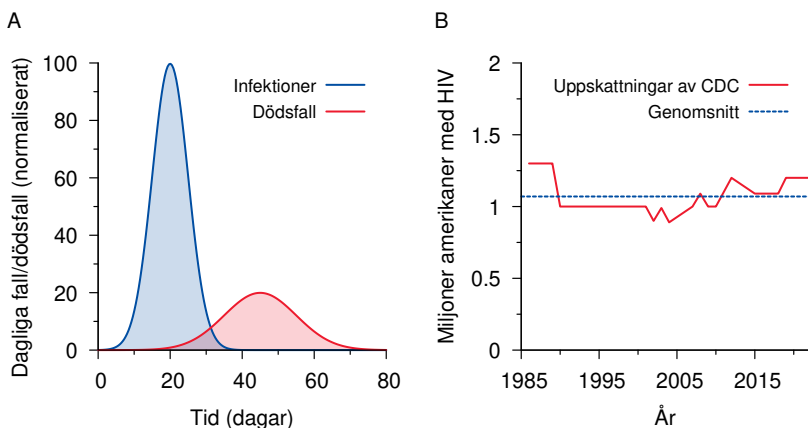 A
Dagliga fall/dödsfall (normaliserat)
100
80
60
40
20
0
Infektioner
Dödsfall
0 20 40 60 80
Tid (dagar)
B
Miljoner amerikaner med HIV
2
1.5
1
0.5
0
Uppskattningar av CDC
Genomsnitt
1985 1995 2005 2015
År